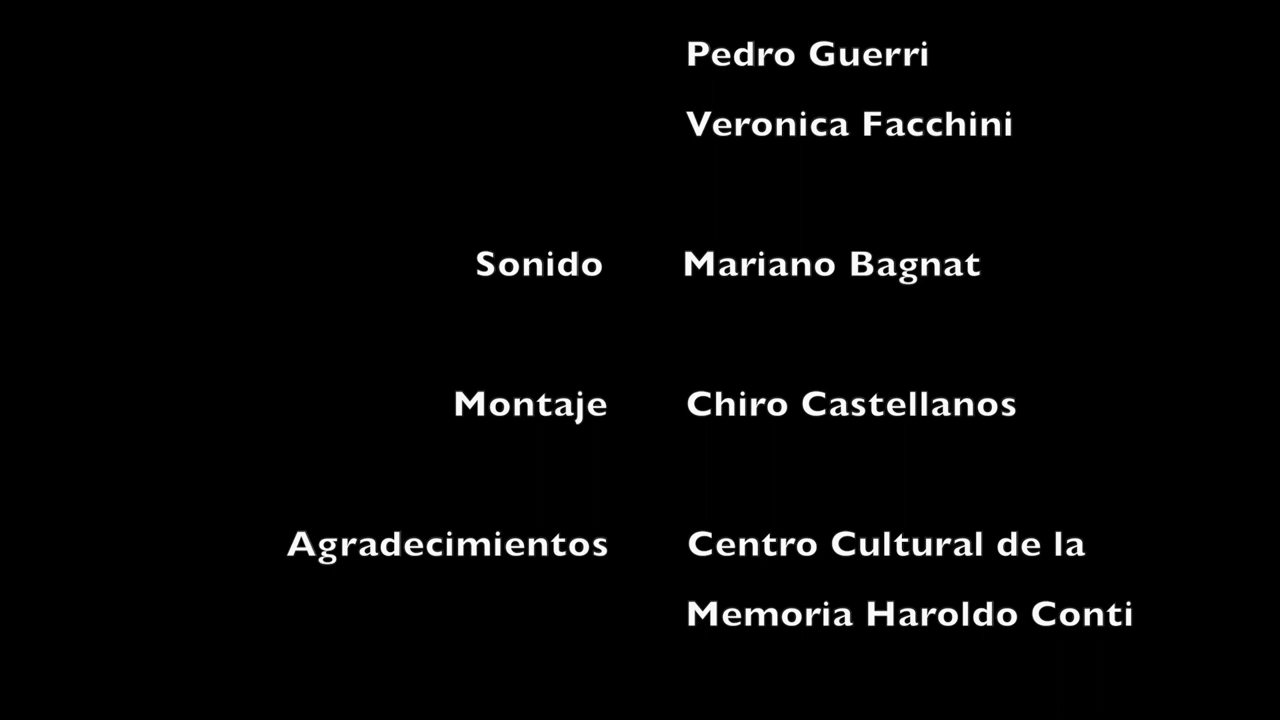 Pedro Guerri
Veronica Facchini
Sonido Mariano Bagnat
Montaje Chiro Castellanos
Agradecimientos Centro Cultural de la
Memoria Haroldo Conti